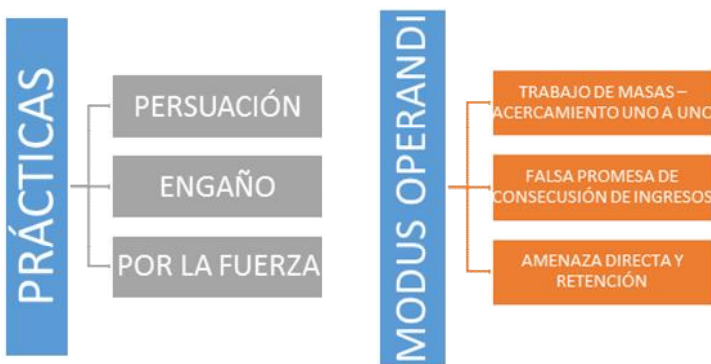 PRÁCTICAS
PERSUACIÓN
ENGAÑO
POR LA FUERZA
MODUS OPERANDI
TRABAJO DE MASAS –
ACERCAMIENTO UNO A UNO
FALSA PROMESA DE
CONSECUSIÓN DE INGRESOS
AMENAZA DIRECTA Y
RETENCIÓN